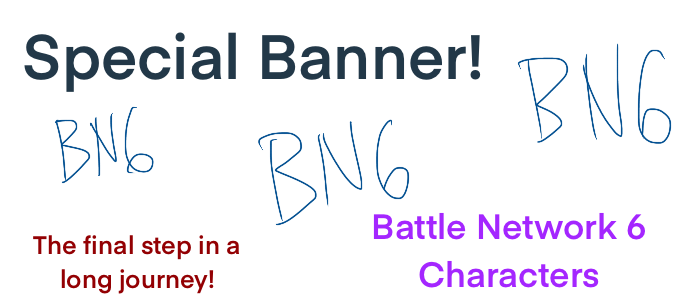 Special Banner!
BN6
BN6
BN6
The final step in a
long journey!
Battle Network 6
Characters